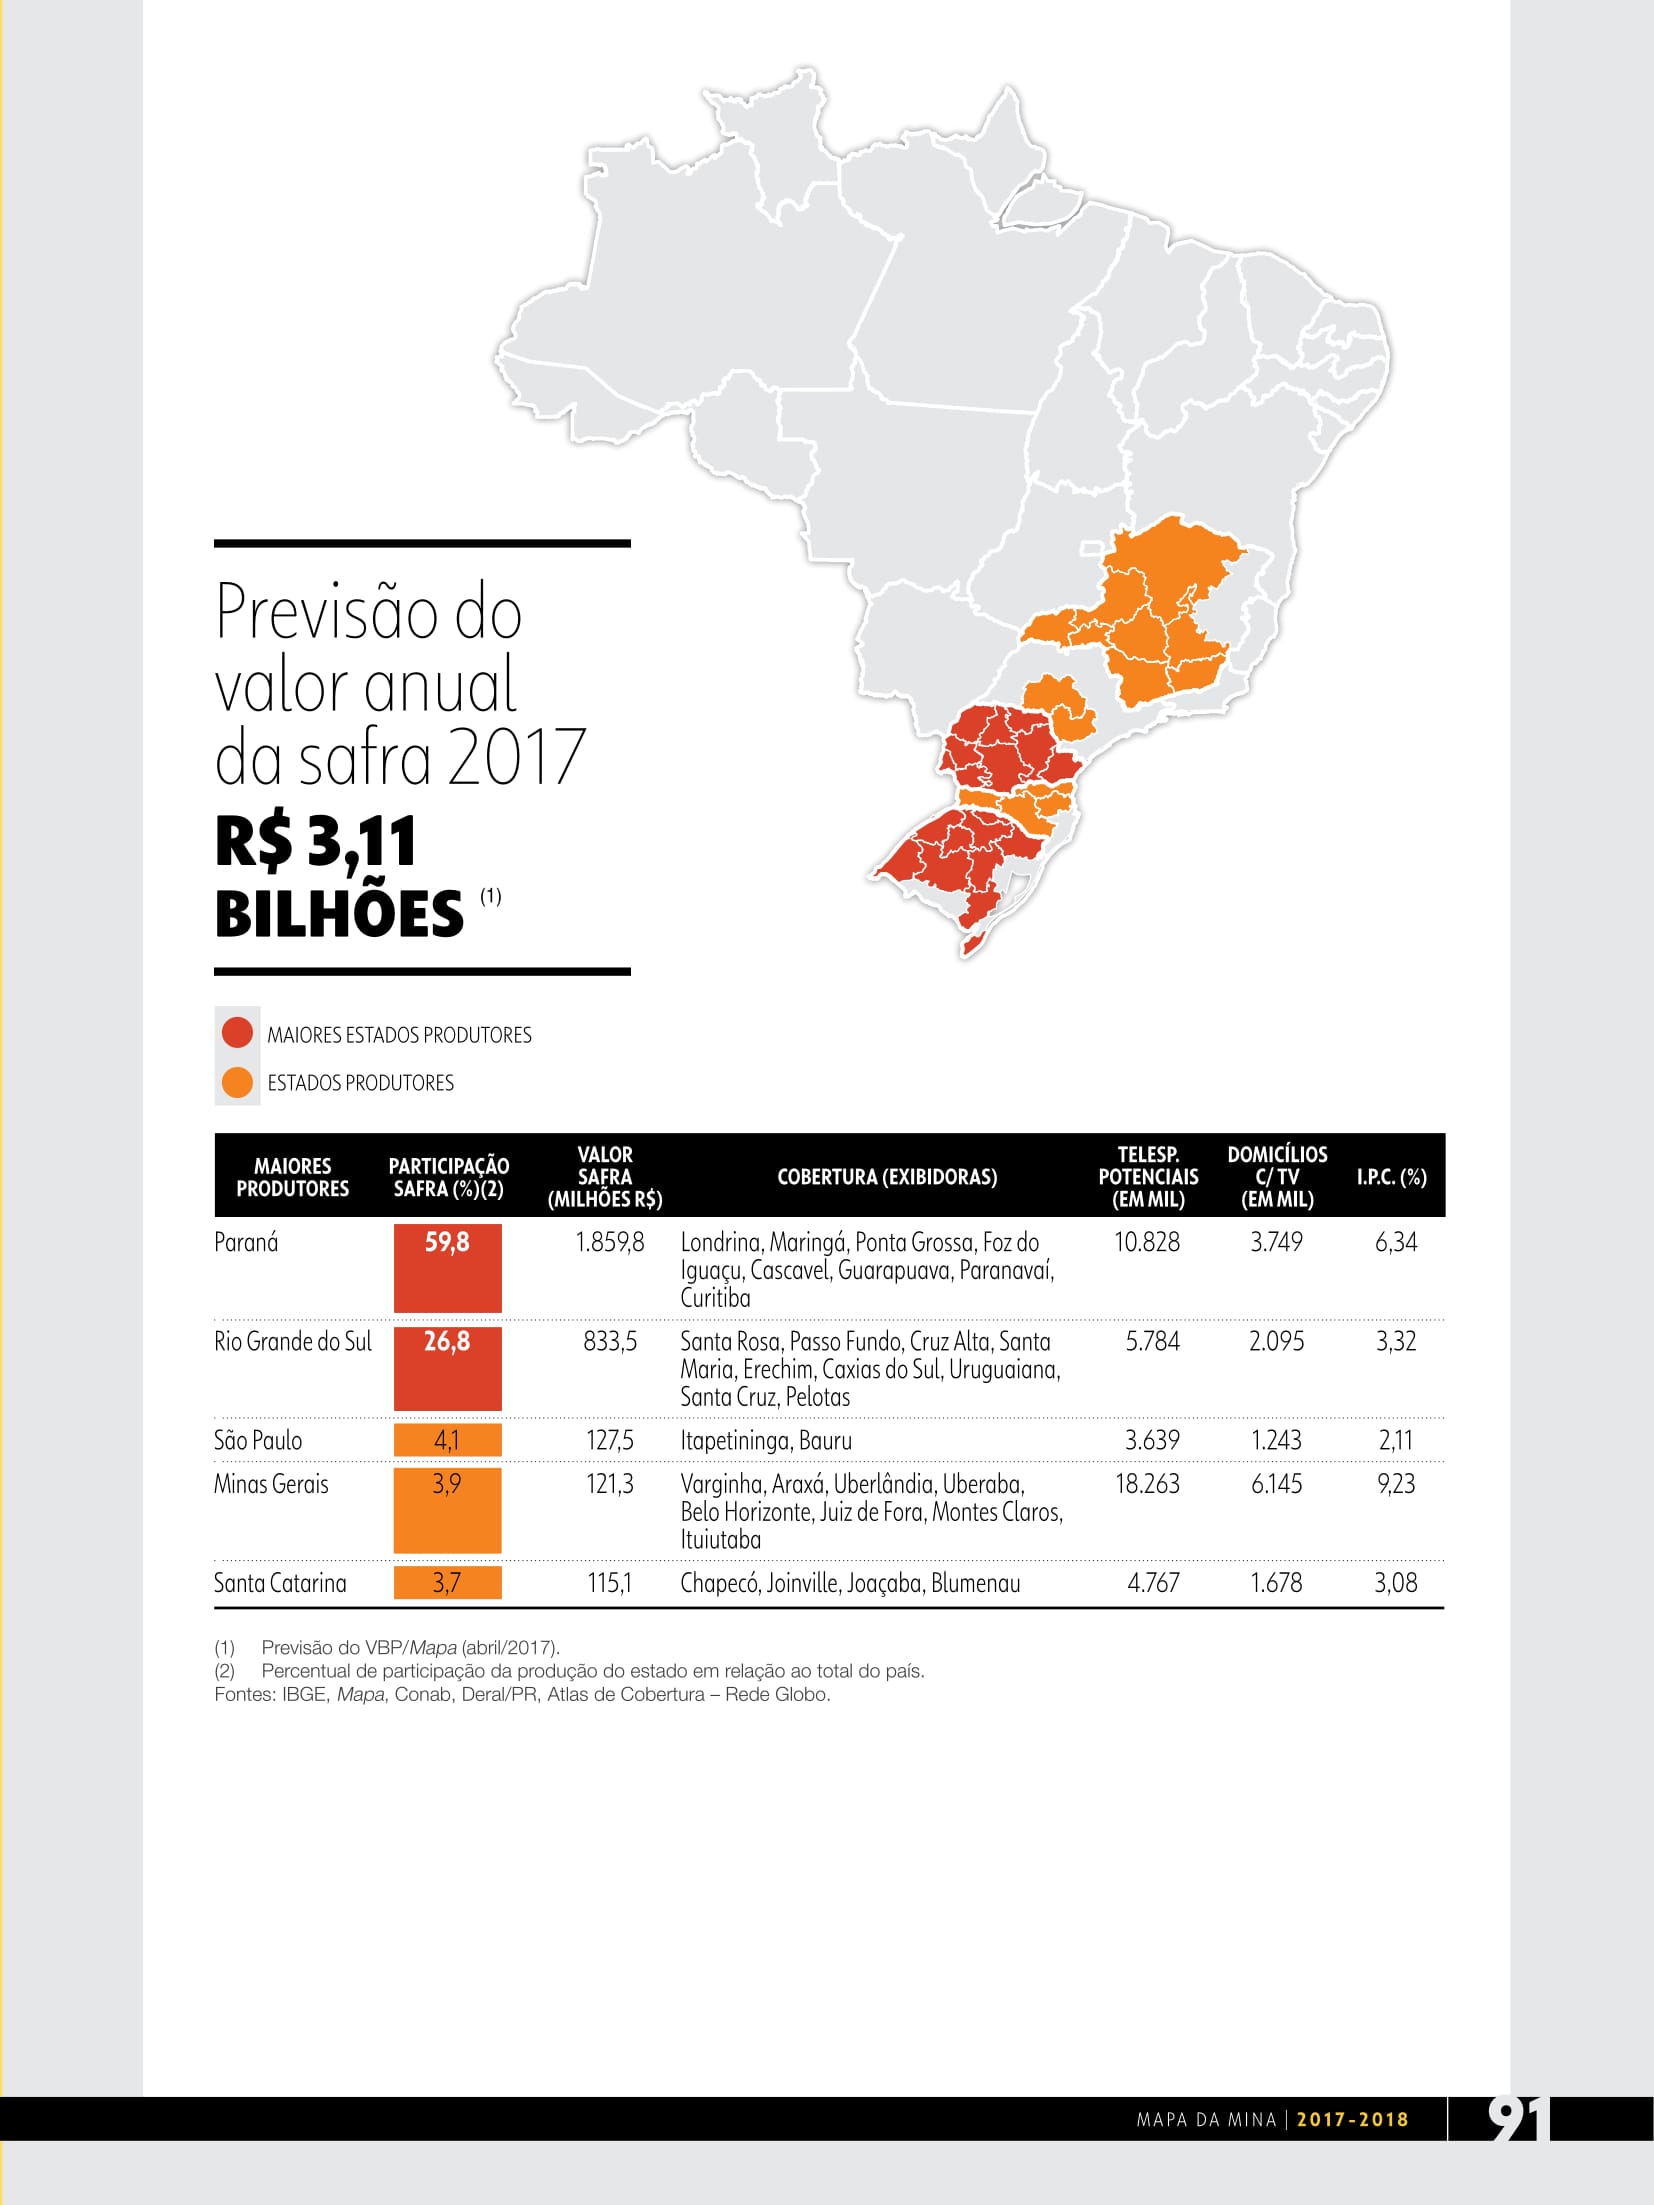 Previsão do
valor anual
da safra 2017
R$ 3,11
BILHÕES (1)
MAIORES ESTADOS PRODUTORES
ESTADOS PRODUTORES
MAIORES PRODUTORES PARTICIPAÇÃO SAFRA (%)(2) VALOR SAFRA (MILHÕES R$) COBERTURA (EXIBIDORAS) TELESP. POTENCIAIS (EM MIL) DOMICÍLIOS C/ TV (EM MIL) I.P.C. (%)
Paraná 59,8 1.859,8 Londrina, Maringá, Ponta Grossa, Foz do 10.828 3.749 6,34
Iguaçu, Cascavel, Guarapuava, Paranavaí,
Curitiba
Rio Grande do Sul 26,8 833,5 Santa Rosa, Passo Fundo, Cruz Alta, Santa 5.784 2.095 3,32
Maria, Erechim, Caxias do Sul, Uruguaiana,
Santa Cruz, Pelotas
São Paulo 4,1 127,5 Itapetininga, Bauru 3.639 1.243 2,11
Minas Gerais 3,9 121,3 Varginha, Araxá, Uberlândia, Uberaba, 18.263 6.145 9,23
Belo Horizonte, Juiz de Fora, Montes Claros,
Ituiutaba
Santa Catarina 3,7 115,1 Chapecó, Joinville, Joaçaba, Blumenau 4.767 1.678 3,08
(1) Previsão do VBP/Mapa (abril/2017).
(2) Percentual de participação da produção do estado em relação ao total do país.
Fontes: IBGE, Mapa, Conab, Deral/PR, Atlas de Cobertura – Rede Globo.
MAPA DA MINA | 2017-2018 91